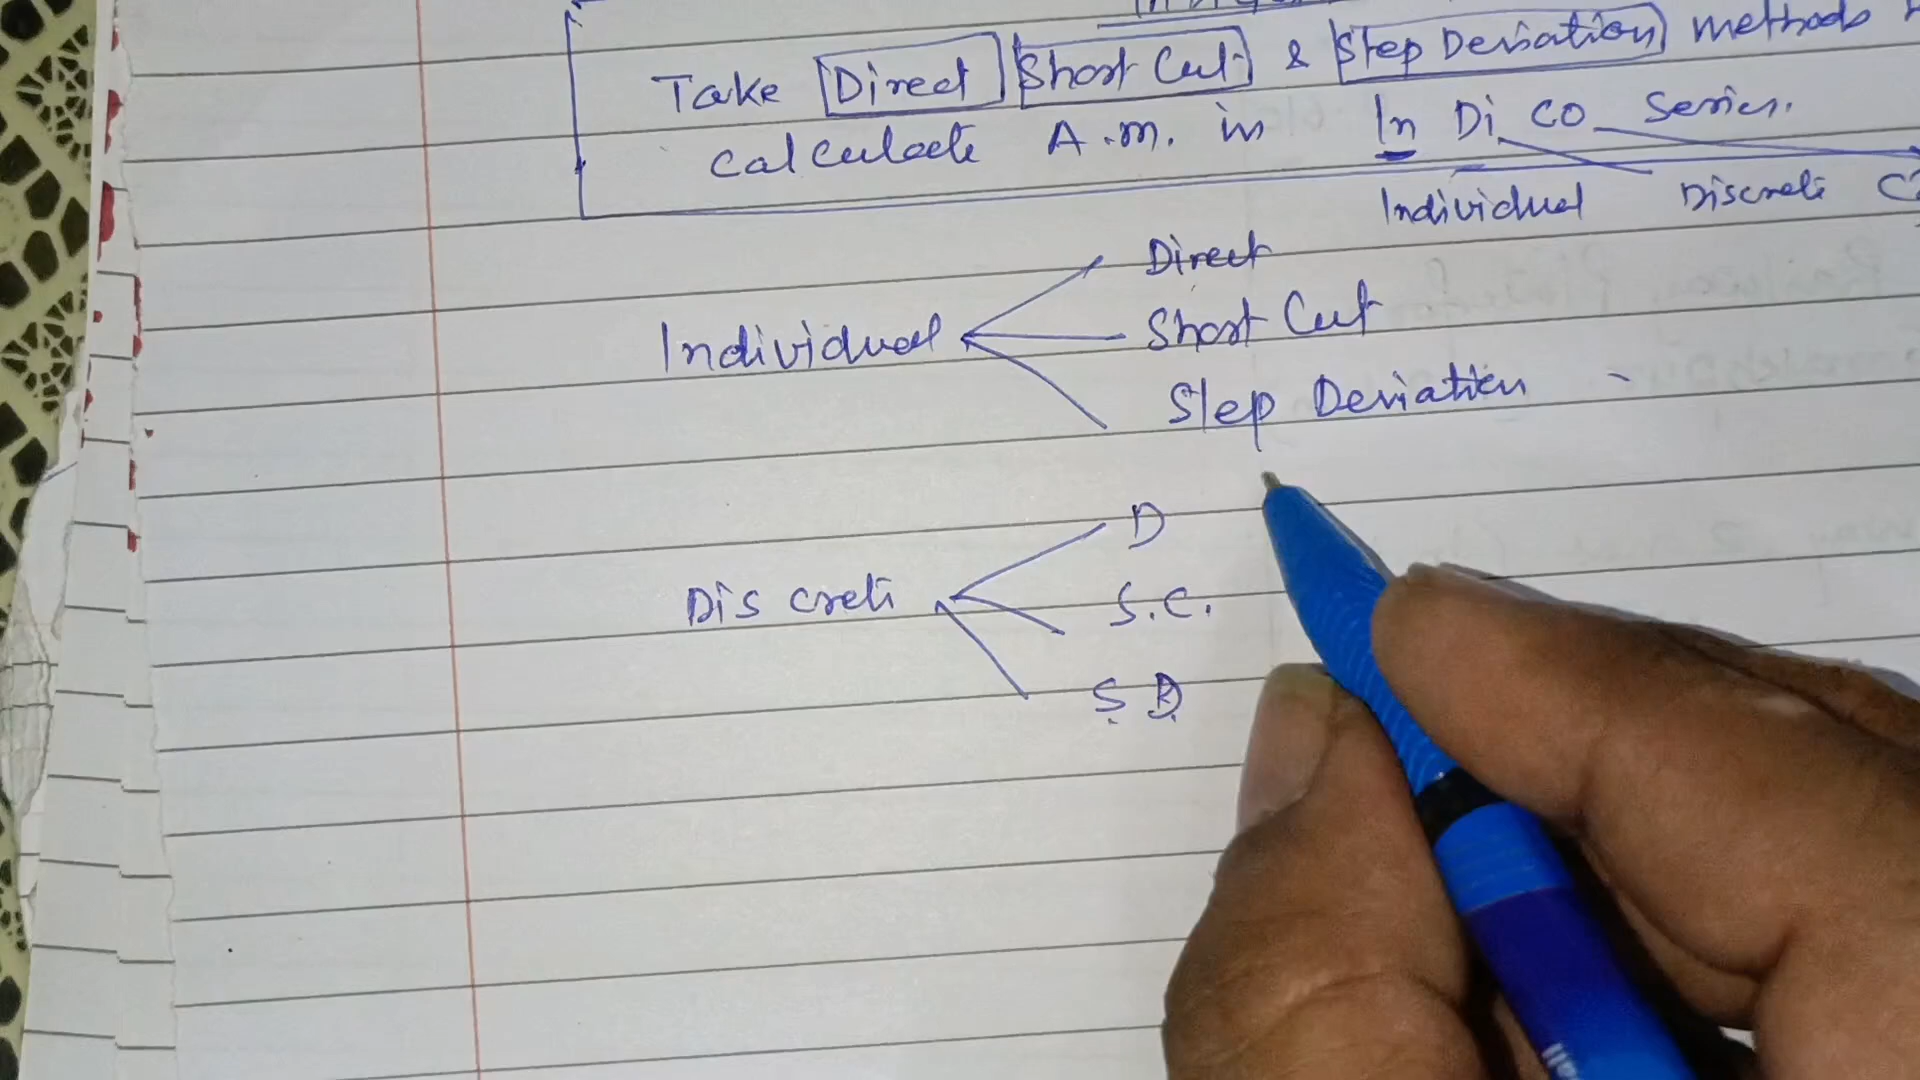 Take Direct Short Cut & Step Deviation methods
calculate A.M. in In Di Co Series.
Individual Discrete
Direct
Individual Short Cut
Step Deviation -
D
Discrete S.C.
S.D.